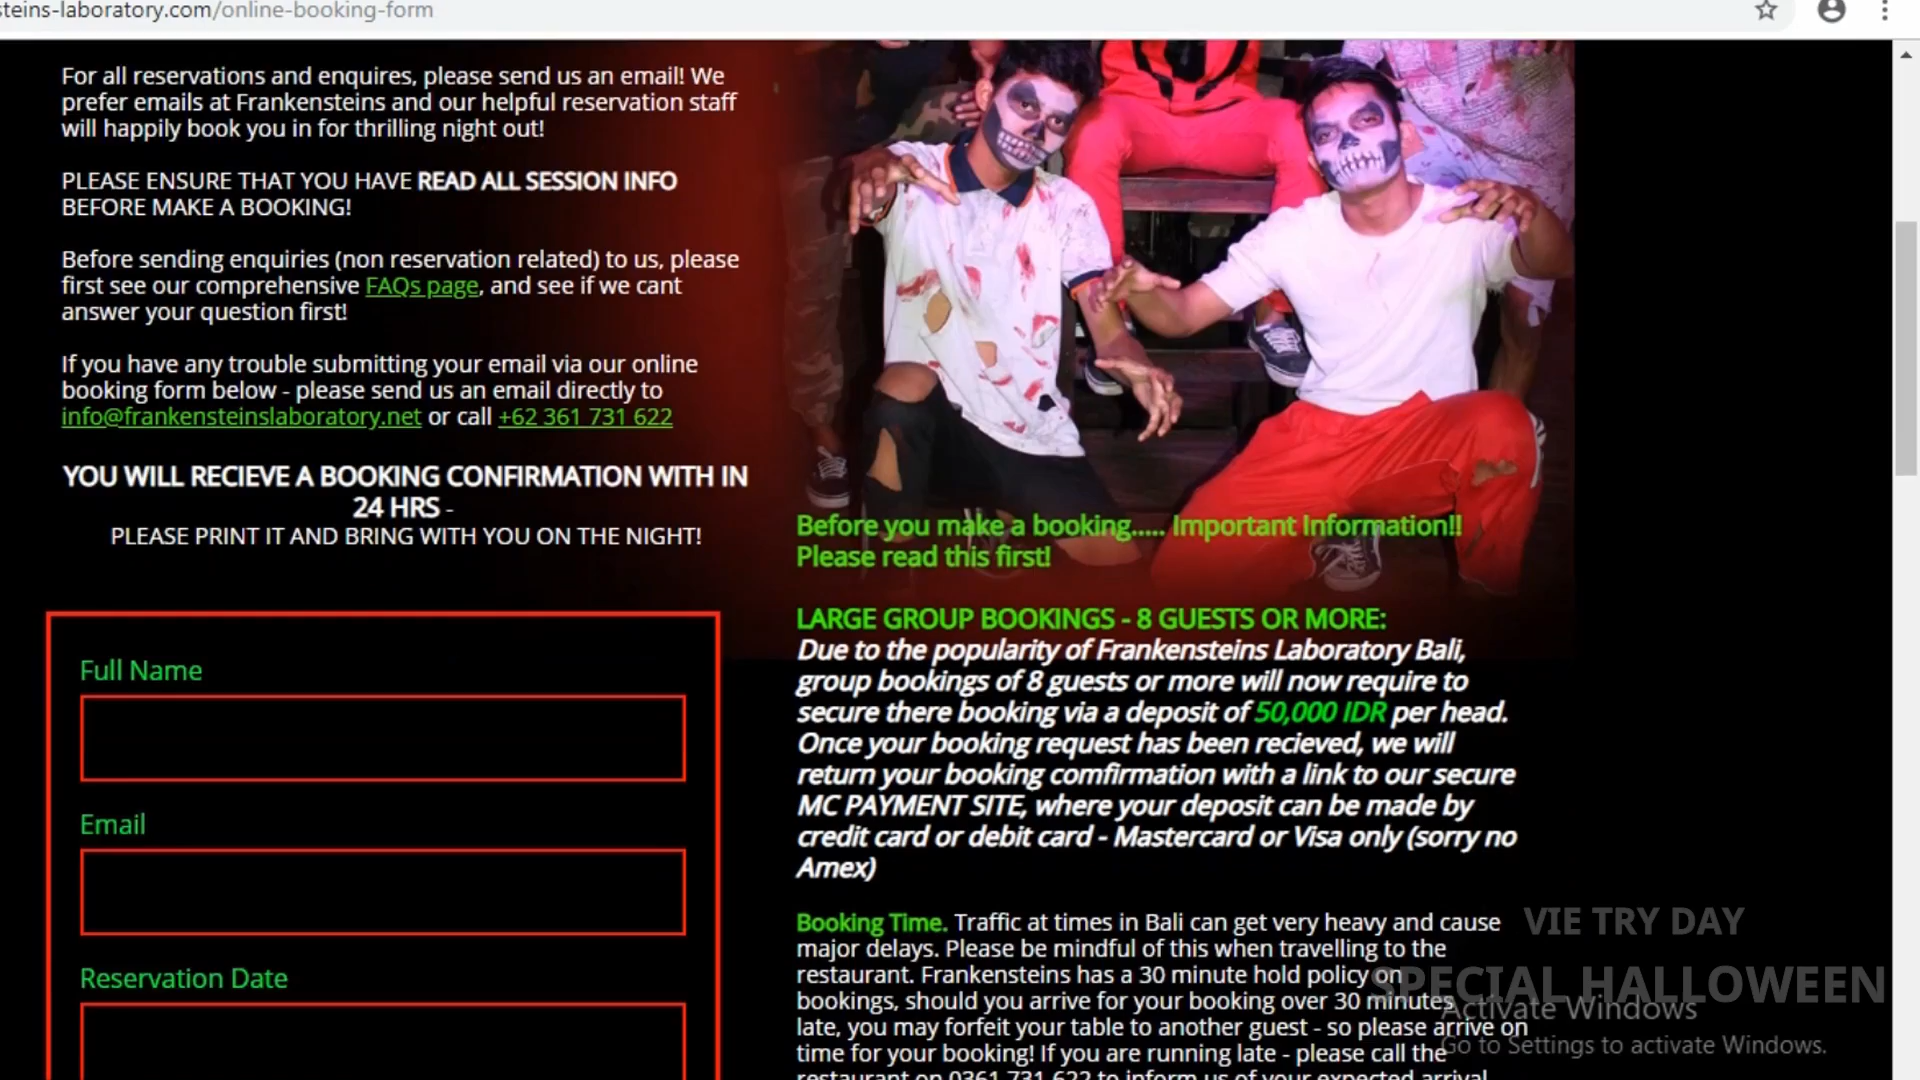 steins-laboratory.com/online-booking-form
For all reservations and enquires, please send us an email! We
prefer emails at Frankensteins and our helpful reservation staff
will happily book you in for thrilling night out!
PLEASE ENSURE THAT YOU HAVE READ ALL SESSION INFO
BEFORE MAKE A BOOKING!
Before sending enquiries (non reservation related) to us, please
first see our comprehensive FAQs page, and see if we cant
answer your question first!
If you have any trouble submitting your email via our online
booking form below - please send us an email directly to
info@frankensteinslaboratory.net or call +62 361 731 622
YOU WILL RECIEVE A BOOKING CONFIRMATION WITH IN
24 HRS -
PLEASE PRINT IT AND BRING WITH YOU ON THE NIGHT!
Full Name
Email
Reservation Date
Before you make a booking..... Important Information!!
Please read this first!
LARGE GROUP BOOKINGS - 8 GUESTS OR MORE:
Due to the popularity of Frankensteins Laboratory Bali,
group bookings of 8 guests or more will now require to
secure there booking via a deposit of 50,000 IDR per head.
Once your booking request has been recieved, we will
return your booking comfirmation with a link to our secure
MC PAYMENT SITE, where your deposit can be made by
credit card or debit card - Mastercard or Visa only (sorry no
Amex)
Booking Time. Traffic at times in Bali can get very heavy and cause
major delays. Please be mindful of this when travelling to the
restaurant. Frankensteins has a 30 minute hold policy on
bookings, should you arrive for your booking over 30 minutes
late, you may forfeit your table to another guest - so please arrive on
time for your booking! If you are running late - please call the
restaurant on 0361 731 622 to inform us of your expected arrival
VIE TRY DAY
SPECIAL HALLOWEEN
Activate Windows
Go to Settings to activate Windows.